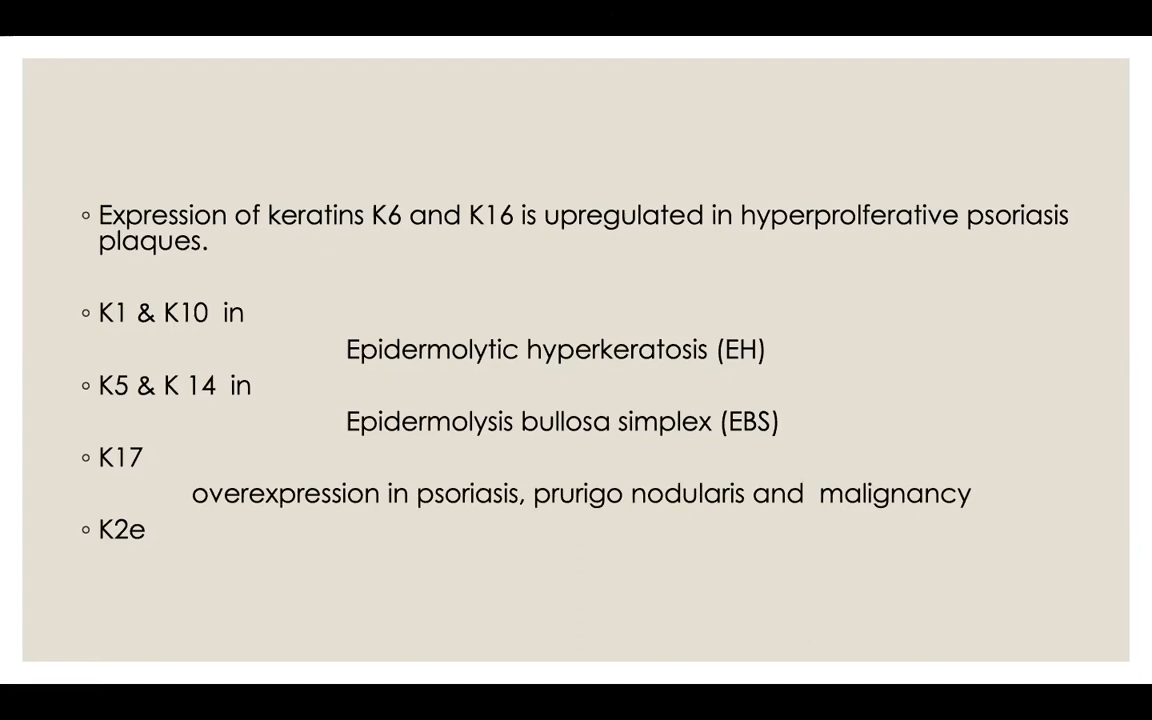 ◦ Expression of keratins K6 and K16 is upregulated in hyperprolferative psoriasis
plaques.
◦ K1 & K10 in
Epidermolytic hyperkeratosis (EH)
◦ K5 & K 14 in
Epidermolysis bullosa simplex (EBS)
◦ K17
overexpression in psoriasis, prurigo nodularis and malignancy
◦ K2e